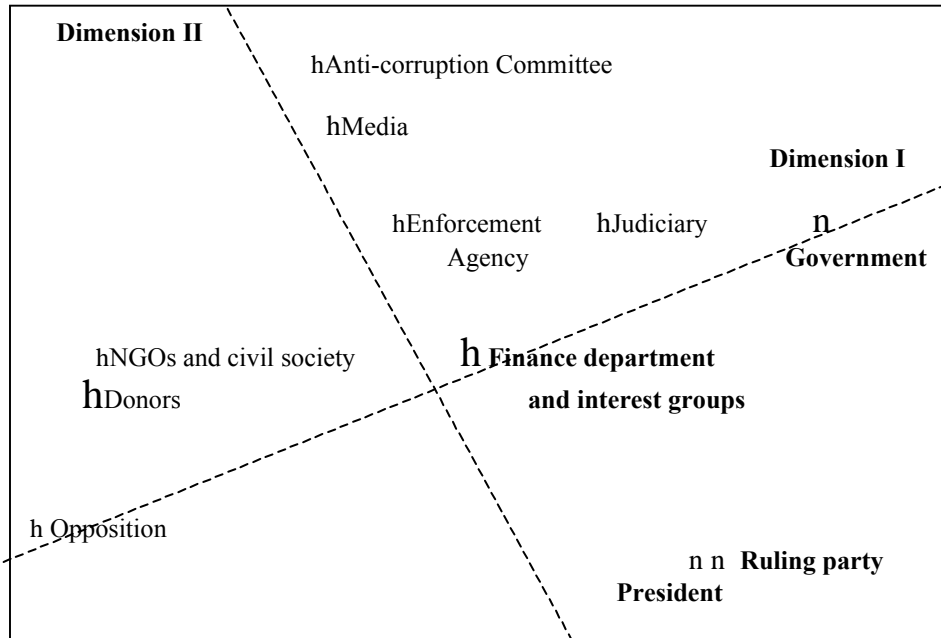 Dimension II
hAnti-corruption Committee
hMedia
Dimension I
hEnforcement
Agency
hJudiciary
n
Government
hNGOs and civil society
h Finance department
and interest groups
hDonors
h Opposition
n n Ruling party
President